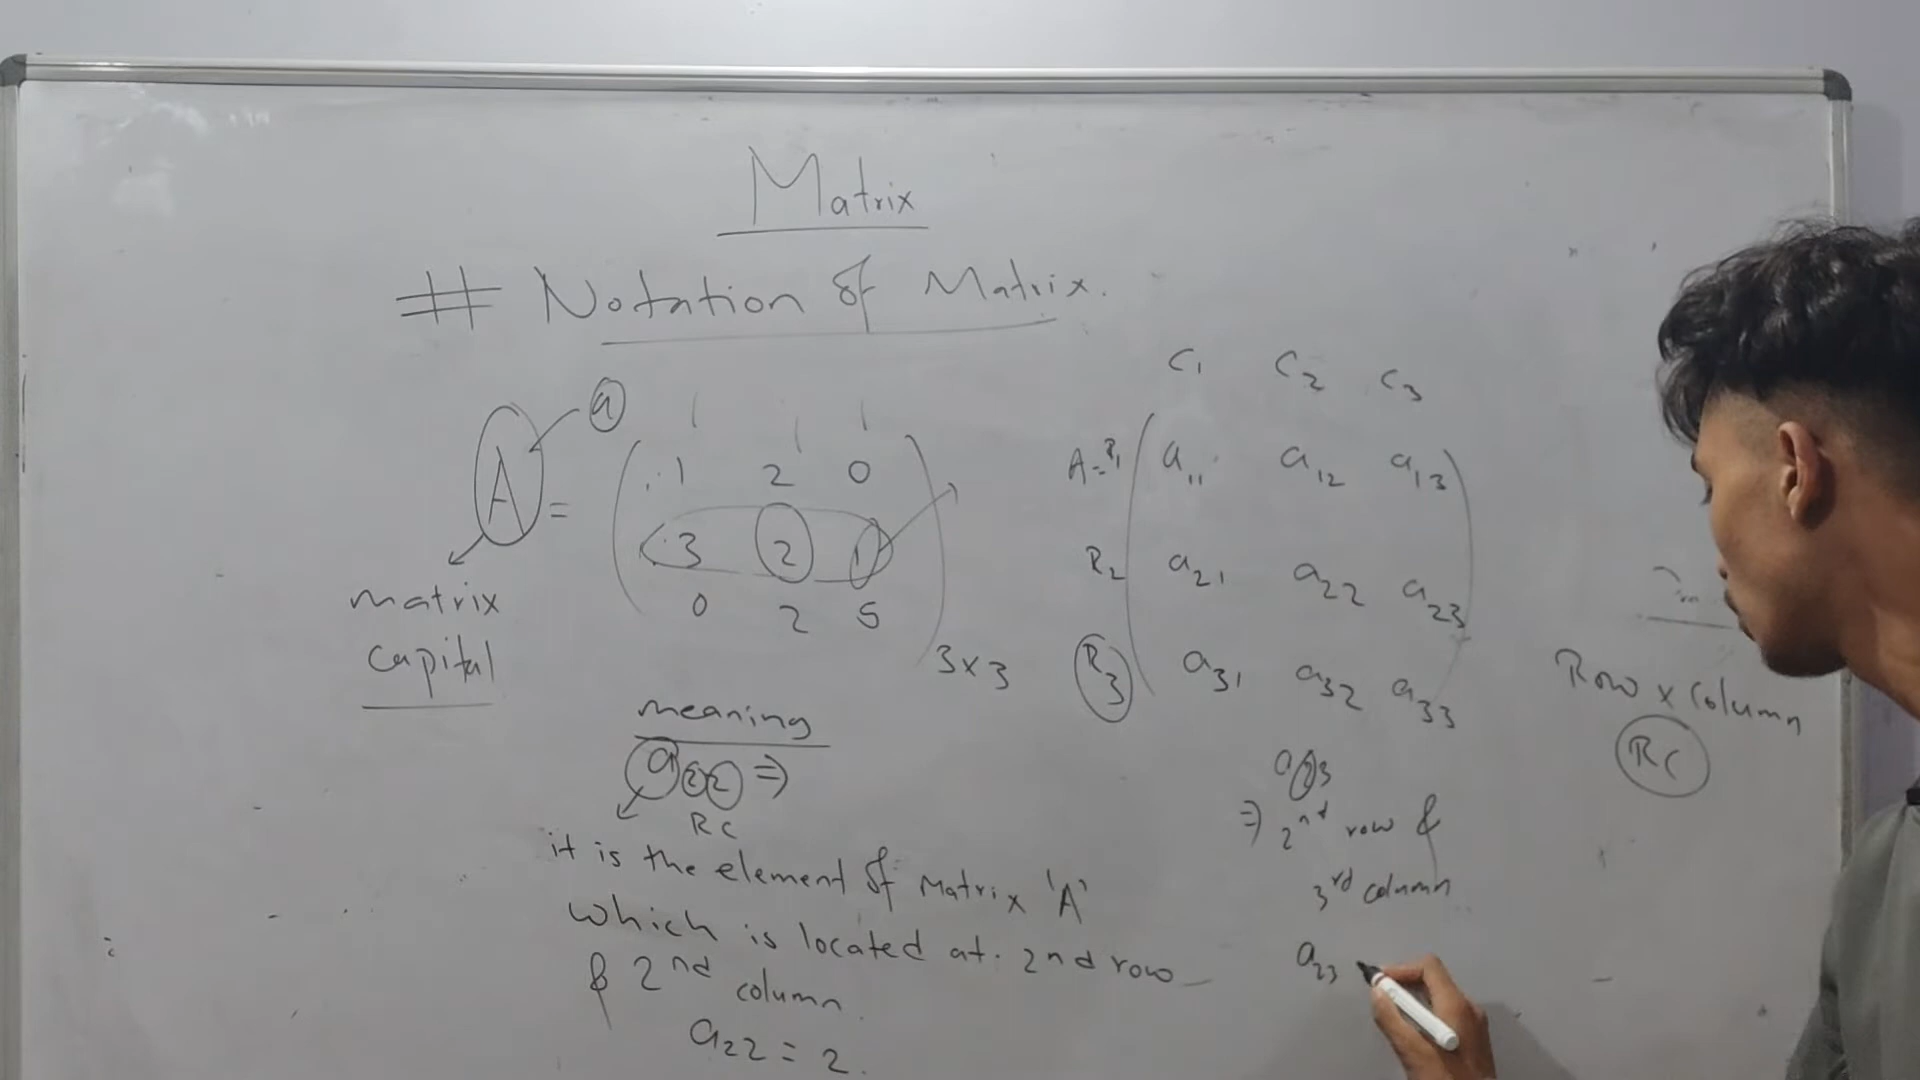 Matrix
# Notation of Matrix.
a
A =
1 2 0
3 2 1
0 2 5
3x3
matrix
capital
C1 C2 C3
A = R1 a11 a12 a13
R2 a21 a22 a23
R3 a31 a32 a33
Row x Column
RC
meaning
a22 ⇒
RC
it is the element of Matrix 'A'
which is located at. 2nd row
& 2nd column.
a22 = 2.
a23
⇒ 2nd row &
3rd column
a23